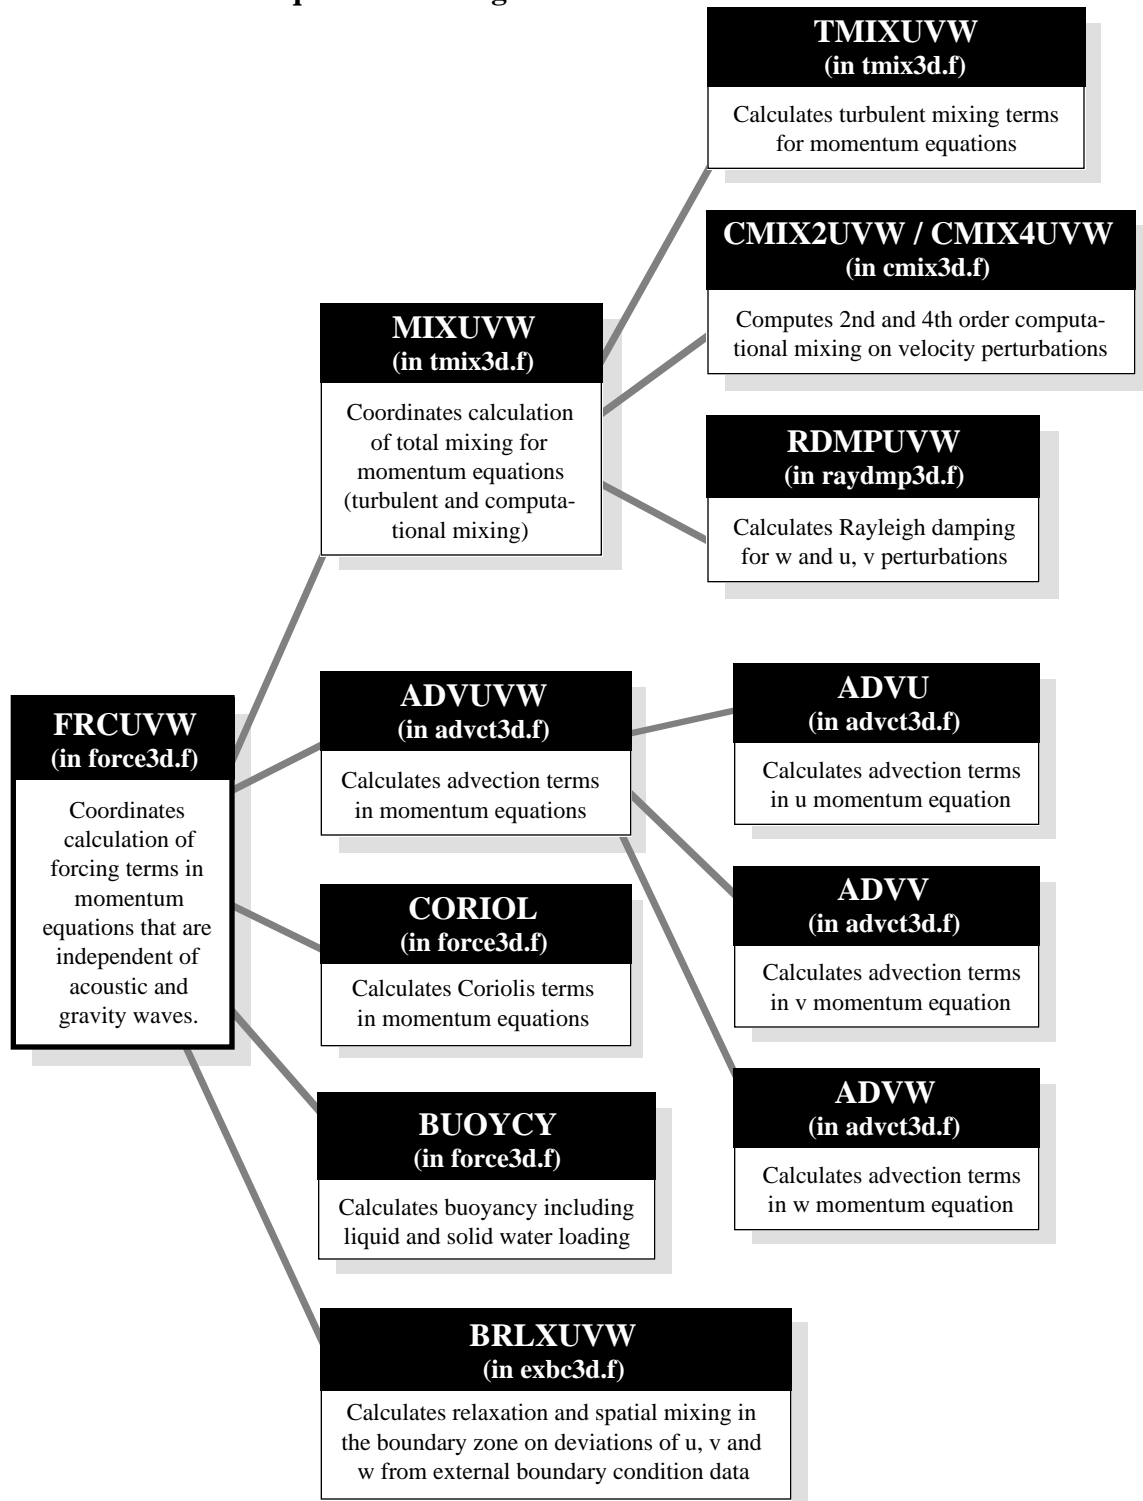 TMIXUVW
(in tmix3d.f)
Calculates turbulent mixing terms
for momentum equations
CMIX2UVW / CMIX4UVW
(in cmix3d.f)
Computes 2nd and 4th order computa-
tional mixing on velocity perturbations
MIXUVW
(in tmix3d.f)
Coordinates calculation
of total mixing for
momentum equations
(turbulent and computa-
tional mixing)
RDMPUVW
(in raydmp3d.f)
Calculates Rayleigh damping
for w and u, v perturbations
FRCUVW
(in force3d.f)
Coordinates
calculation of
forcing terms in
momentum
equations that are
independent of
acoustic and
gravity waves.
ADVUVW
(in advct3d.f)
Calculates advection terms
in momentum equations
ADVU
(in advct3d.f)
Calculates advection terms
in u momentum equation
ADVV
(in advct3d.f)
Calculates advection terms
in v momentum equation
CORIOL
(in force3d.f)
Calculates Coriolis terms
in momentum equations
ADVW
(in advct3d.f)
Calculates advection terms
in w momentum equation
BUOYCY
(in force3d.f)
Calculates buoyancy including
liquid and solid water loading
BRLXUVW
(in exbc3d.f)
Calculates relaxation and spatial mixing in
the boundary zone on deviations of u, v and
w from external boundary condition data